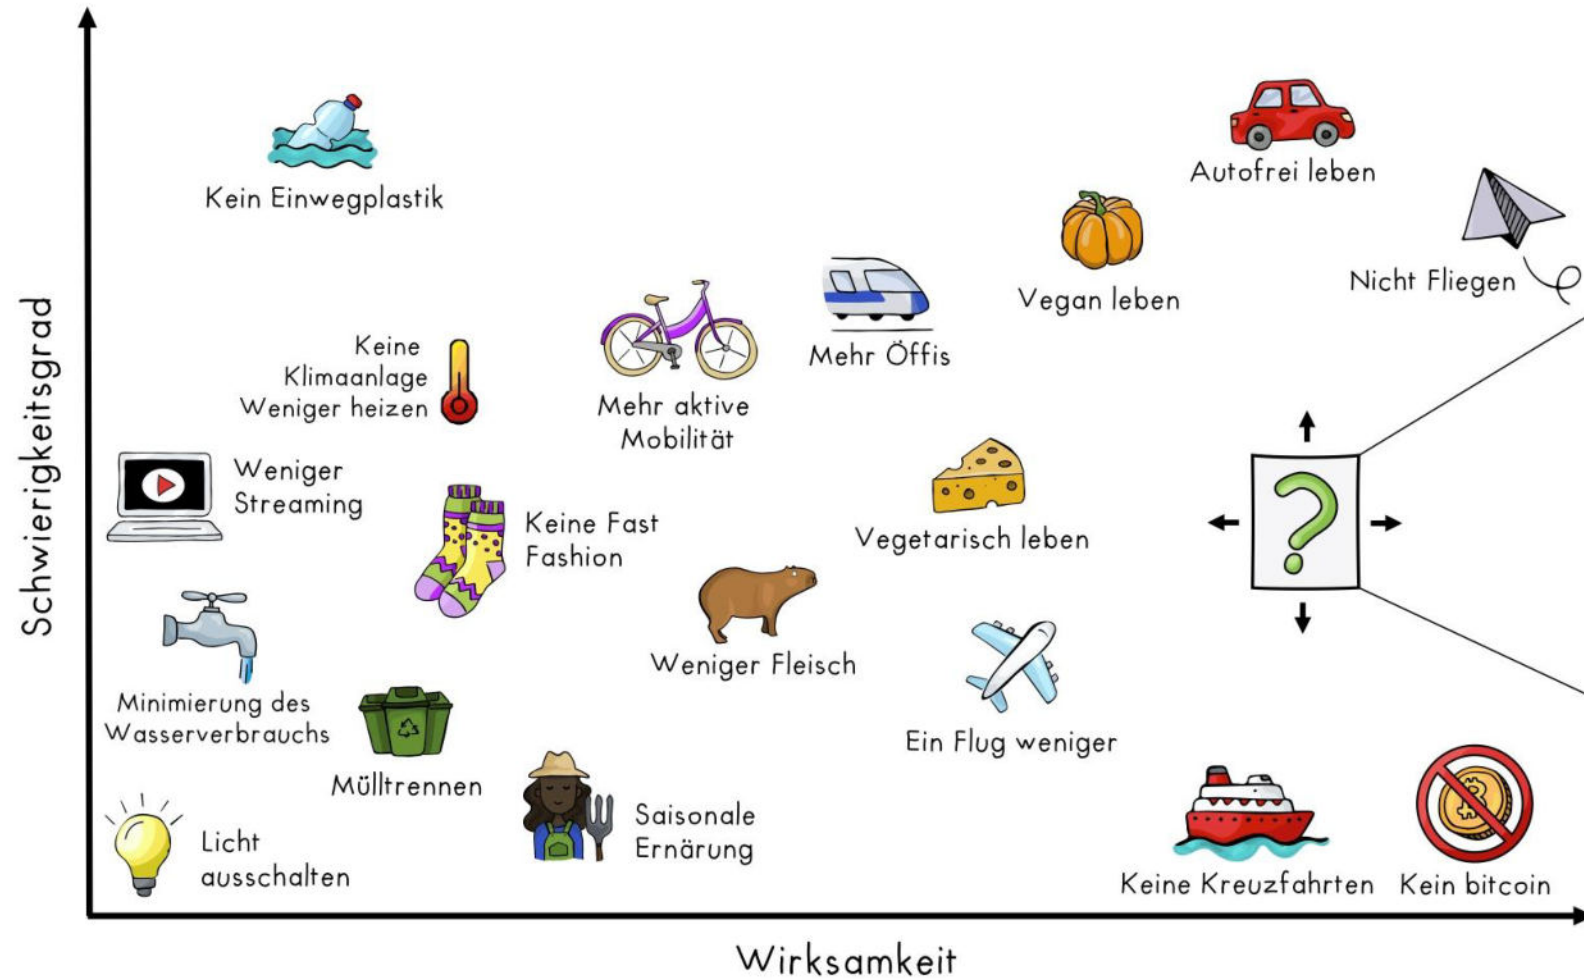 Schwierigkeitsgrad
Kein Einwegplastik
Autofrei leben
Vegan leben
Nicht Fliegen
Mehr Öffis
Keine
Klimaanlage
Weniger heizen
Mehr aktive
Mobilität
Weniger
Streaming
Keine Fast
Fashion
Vegetarisch leben
?
Weniger Fleisch
Minimierung des
Wasserverbrauchs
Ein Flug weniger
Mülltrennen
Saisonale
Ernärung
Licht
ausschalten
Keine Kreuzfahrten
Kein bitcoin
Wirksamkeit